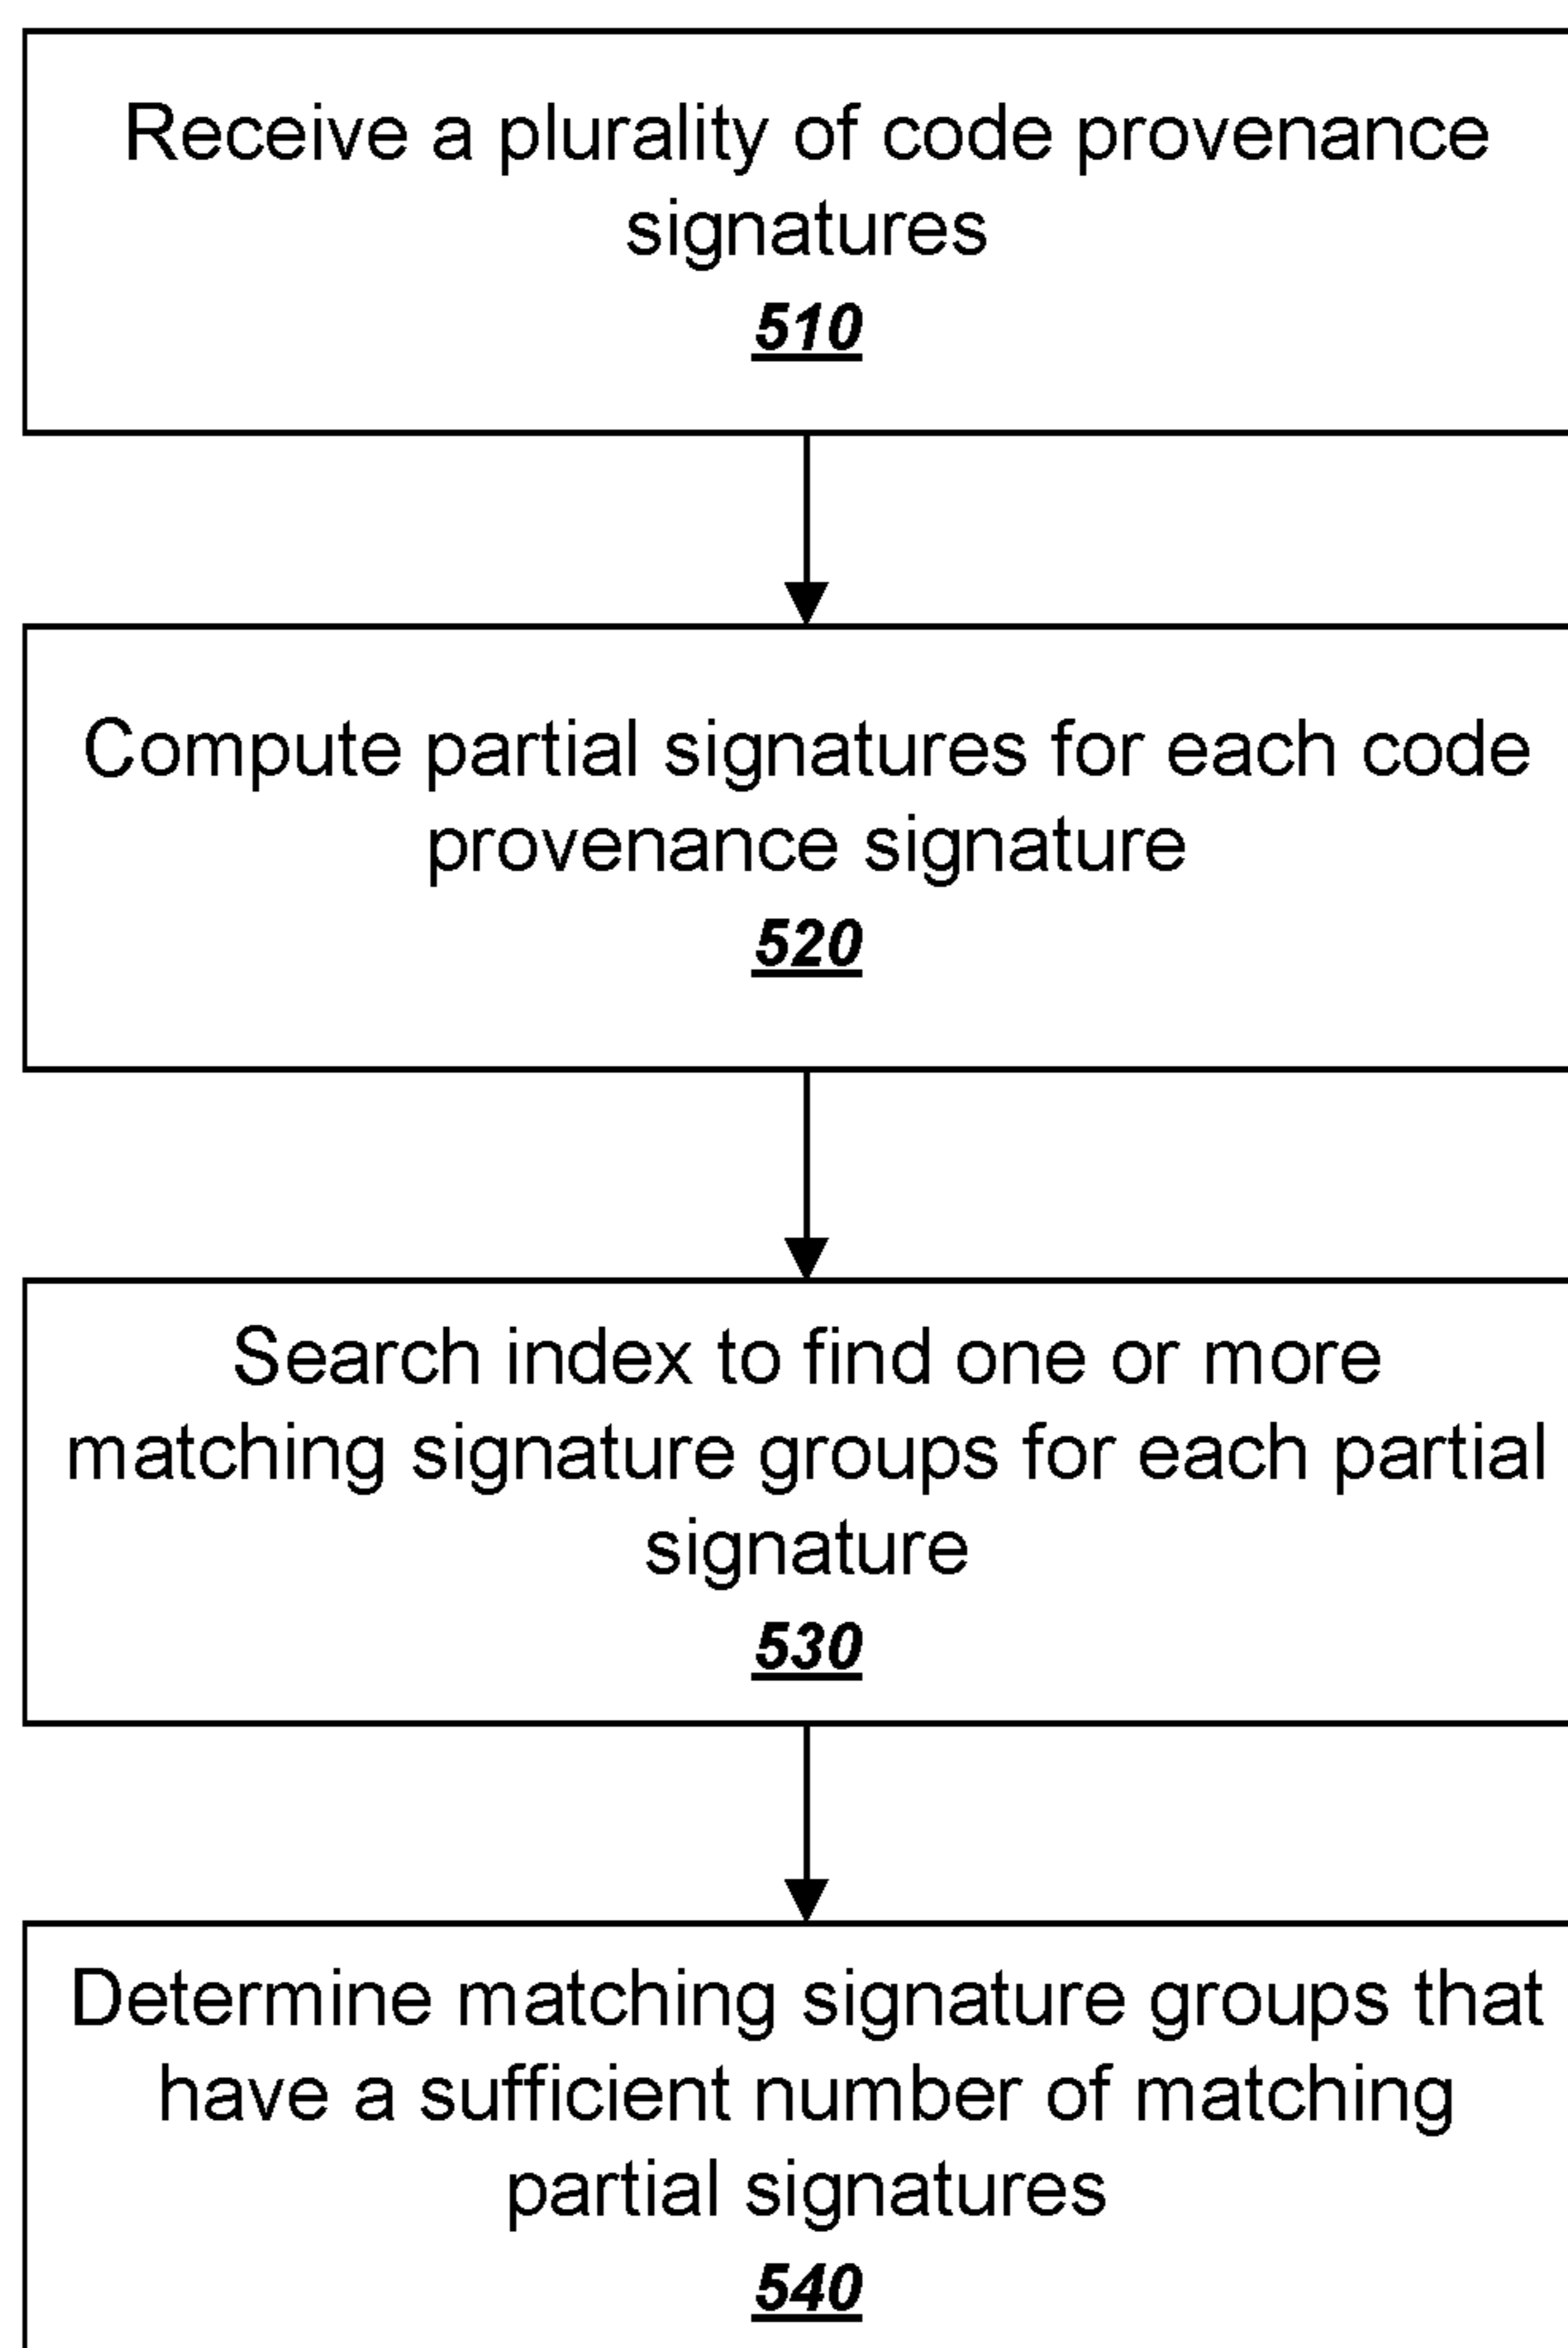 Receive a plurality of code provenance
signatures
510
Compute partial signatures for each code
provenance signature
520
Search index to find one or more
matching signature groups for each partial
signature
530
Determine matching signature groups that
have a sufficient number of matching
partial signatures
540